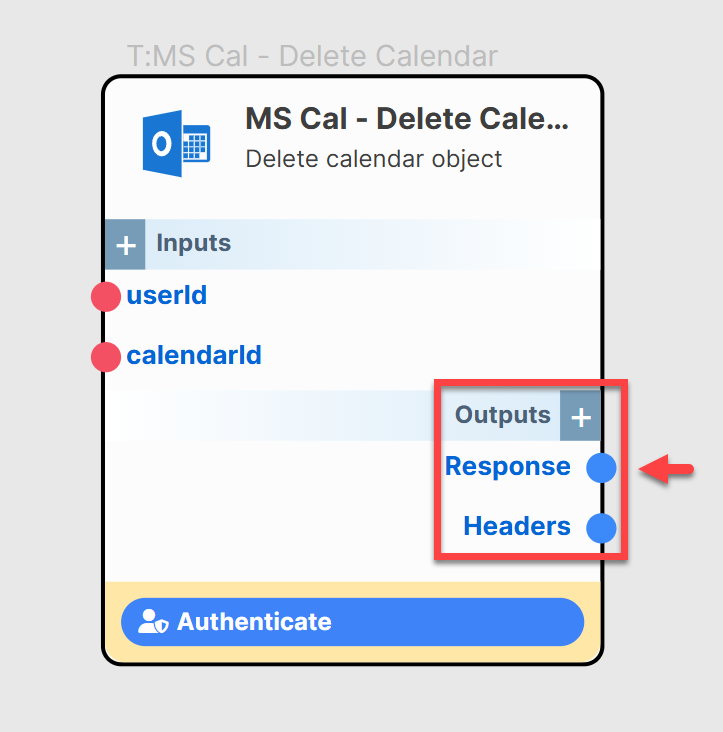 T:MS Cal - Delete Calendar
MS Cal - Delete Cale...
Delete calendar object
+ Inputs
userId
calendarId
Outputs +
Response
Headers
Authenticate